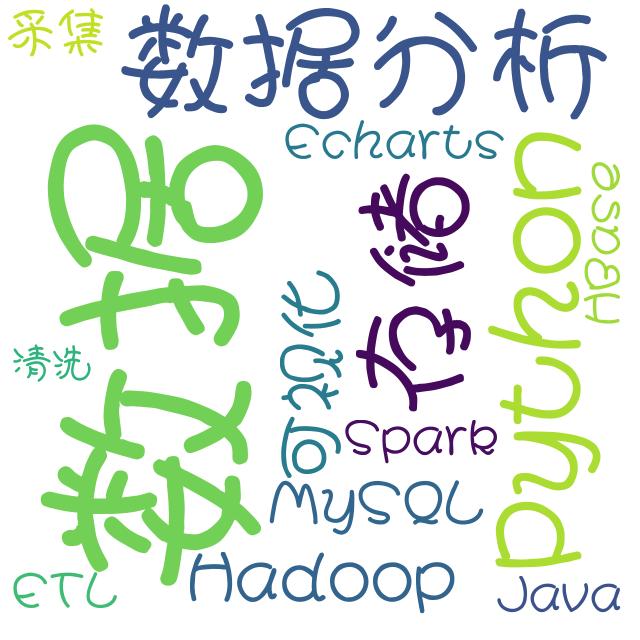 采集
数据分析
Echarts
数据
存储
python
HBase
可视化
清洗
Spark
MySQL
Hadoop
ETL
Java